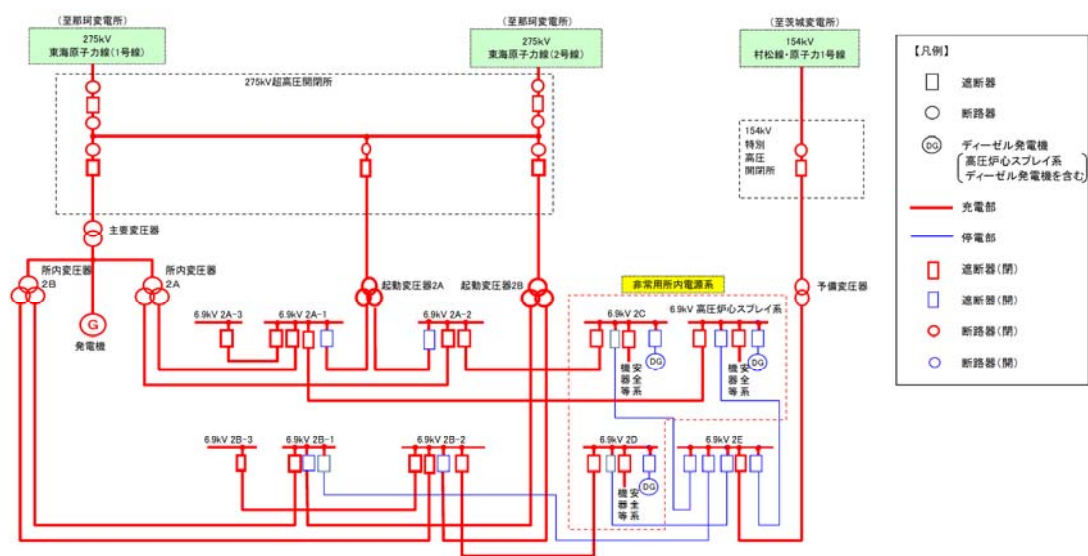 (至那珂変電所)
275kV
東海原子力線(1号線)
(至那珂変電所)
275kV
東海原子力線(2号線)
(至茨城変電所)
154kV
村松線・原子力1号線
275kV超高圧開閉所
154kV
特別
高圧
開閉所
主要変圧器
所内変圧器
2B
所内変圧器
2A
起動変圧器2A
起動変圧器2B
予備変圧器
G
発電機
非常用所内電源系
6.9kV 2A-3
6.9kV 2A-1
6.9kV 2A-2
6.9kV 2C
6.9kV 高圧炉心スプレイ系
DG
安全系
機器等
DG
安全系
機器等
6.9kV 2B-3
6.9kV 2B-1
6.9kV 2B-2
6.9kV 2D
6.9kV 2E
DG
安全系
機器等
【凡例】
遮断器
断路器
DG
ディーゼル発電機
高圧炉心スプレイ系
ディーゼル発電機を含む
充電部
停電部
遮断器(閉)
遮断器(開)
断路器(閉)
断路器(開)